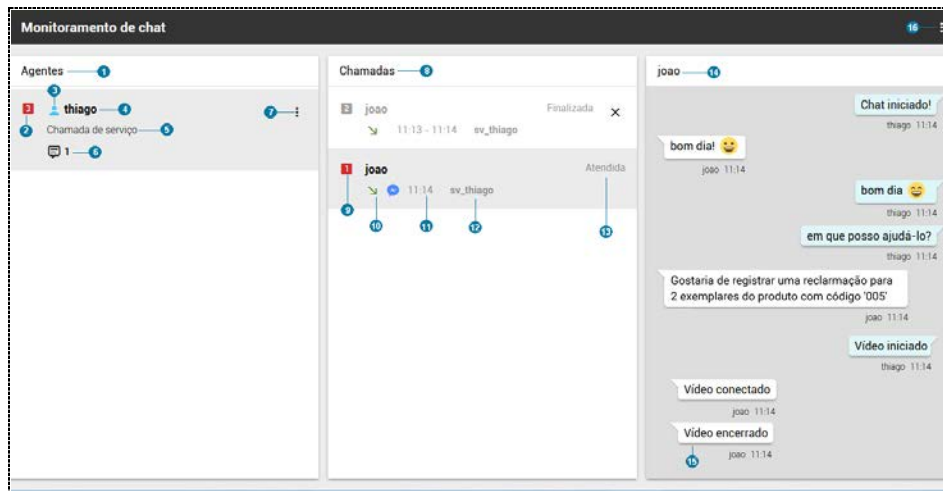 Monitoramento de chat
16
Agentes 1
3
3 thiago 4 7
2 Chamada de serviço 5
1 6
Chamadas 8
2 joao Finalizada
11:13 - 11:14 sv_thiago
1 joao Atendida
11:14 sv_thiago
9 10 11 12 13
joao 14
Chat iniciado!
thiago 11:14
bom dia!
joao 11:14
bom dia
thiago 11:14
em que posso ajudá-lo?
thiago 11:14
Gostaria de registrar uma reclarmação para
2 exemplares do produto com código '005'
joao 11:14
Vídeo iniciado
thiago 11:14
Vídeo conectado
joao 11:14
Vídeo encerrado
15 joao 11:14